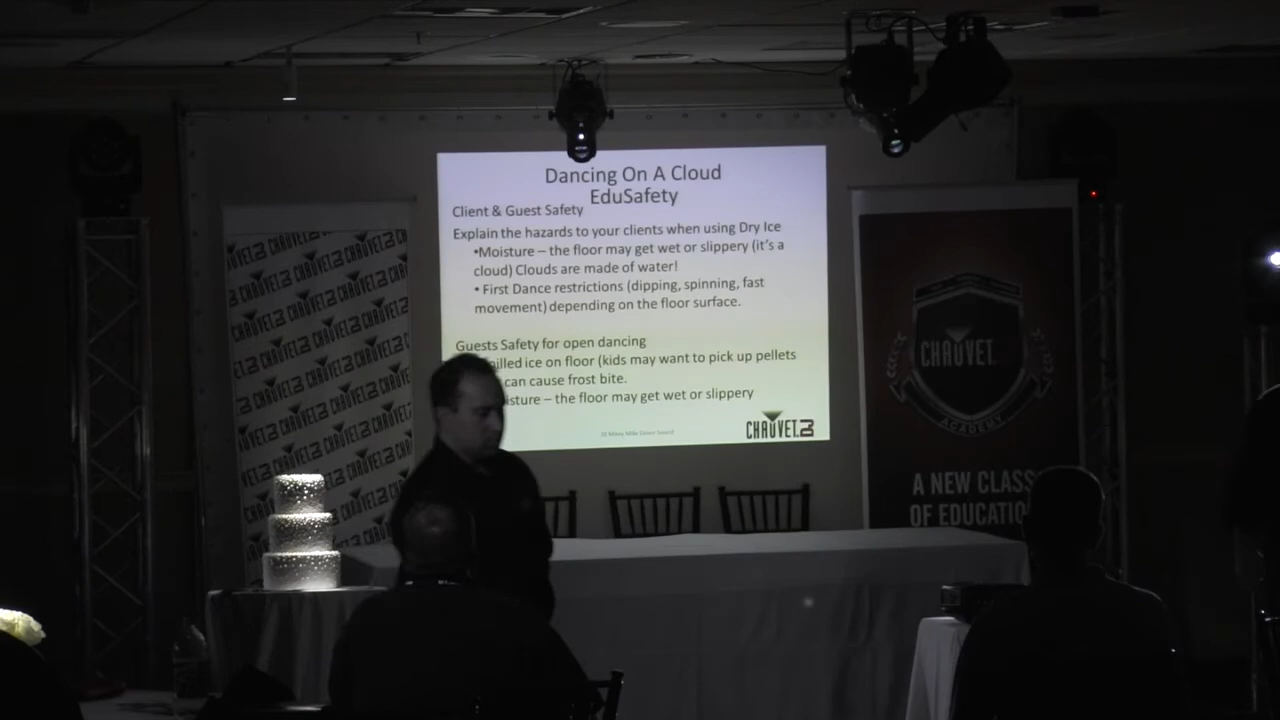 Dancing On A Cloud
EduSafety
Client & Guest Safety
Explain the hazards to your clients when using Dry Ice
•Moisture – the floor may get wet or slippery (it's a
cloud) Clouds are made of water!
• First Dance restrictions (dipping, spinning, fast
movement) depending on the floor surface.
Guests Safety for open dancing
ice on floor (kids may want to pick up pellets
can cause frost bite.
– the floor may get wet or slippery
CHAUVET DJ
CHAUVET
ACADEMY
A NEW CLASS
OF EDUCATIO